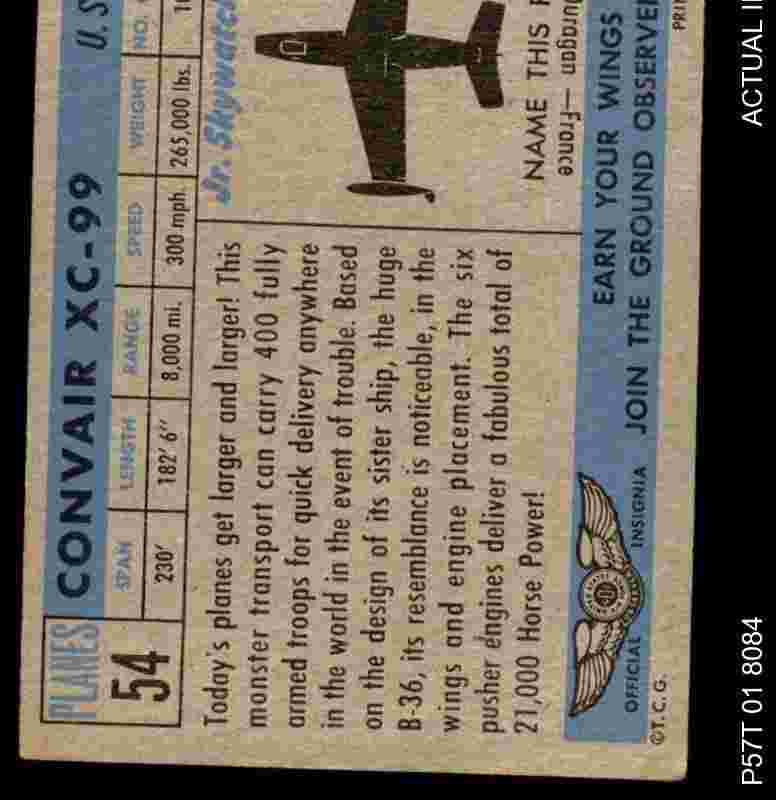 PLANES
54
CONVAIR XC-99
U. S
SPAN LENGTH RANGE SPEED WEIGHT NO.
230′ 182′ 6″ 8,000 mi. 300 mph. 265,000 lbs.
Today's planes get larger and larger! This
monster transport can carry 400 fully
armed troops for quick delivery anywhere
in the world in the event of trouble. Based
on the design of its sister ship, the huge
B-36, its resemblance is noticeable, in the
wings and engine placement. The six
pusher engines deliver a fabulous total of
21,000 Horse Power!
Jr. Skywatch
NAME THIS
Ouragan—France
EARN YOUR WINGS
JOIN THE GROUND OBSERVER
OFFICIAL INSIGNIA
©T.C.G.
PRIN
P57T 01 8084
ACTUAL